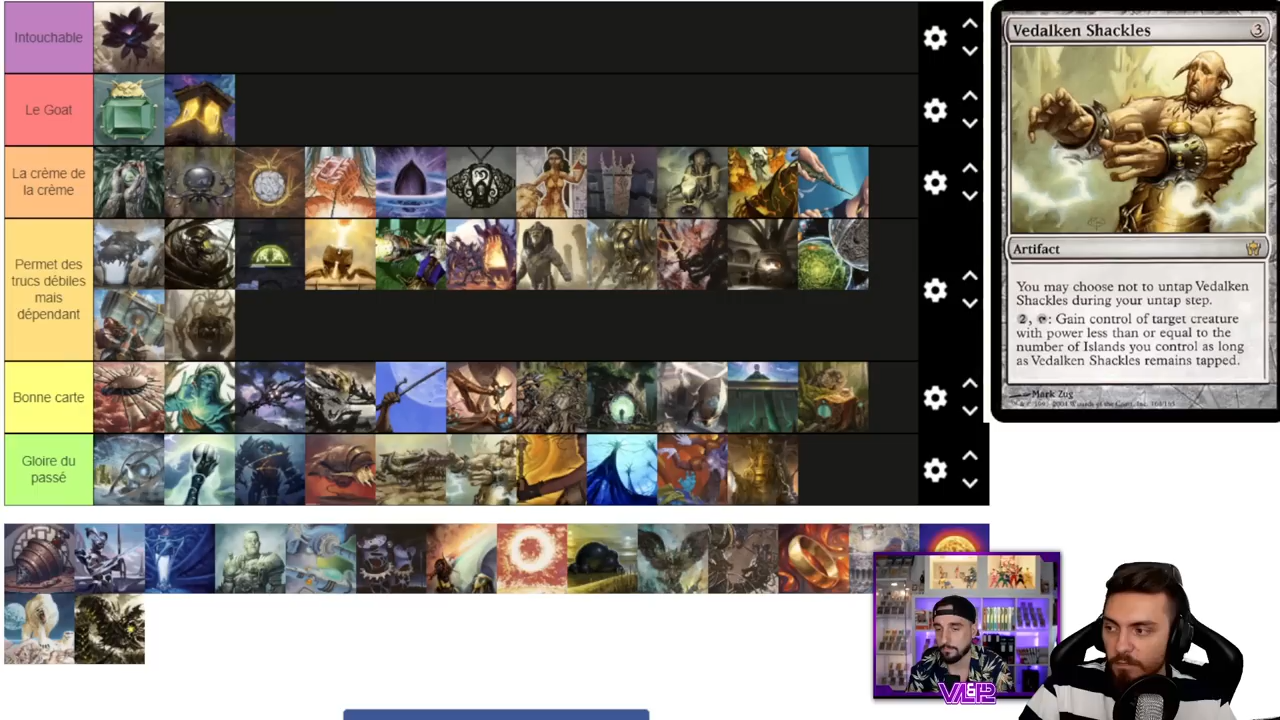 Intouchable
Le Goat
La crème de
la crème
Permet des
trucs débiles
mais
dépendant
Bonne carte
Gloire du
passé
Vedalken Shackles 3
Artifact
You may choose not to untap Vedalken
Shackles during your untap step.
2, : Gain control of target creature
with power less than or equal to the
number of Islands you control as long
as Vedalken Shackles remains tapped.
Mark Zug